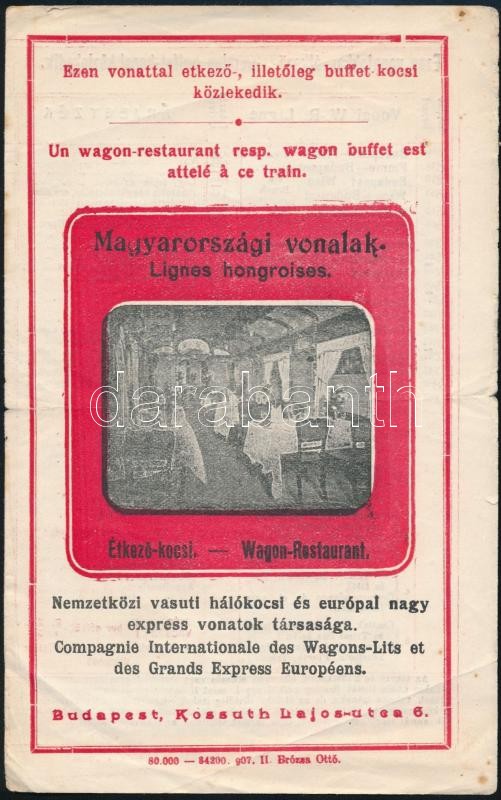 Ezen vonattal etkező-, illetőleg buffet-kocsi
közlekedik.
Un wagon-restaurant resp. wagon buffet est
attelé à ce train.
Magyarországi vonalak.
Lignes hongroises.
darabanth
Étkező-kocsi. — Wagon-Restaurant.
Nemzetközi vasuti hálókocsi és európai nagy
express vonatok társasága.
Compagnie Internationale des Wagons-Lits et
des Grands Express Européens.
Budapest, Kossuth Lajos-utca 6.
80.000 — 84200. 907. II. Brózsa Ottó.